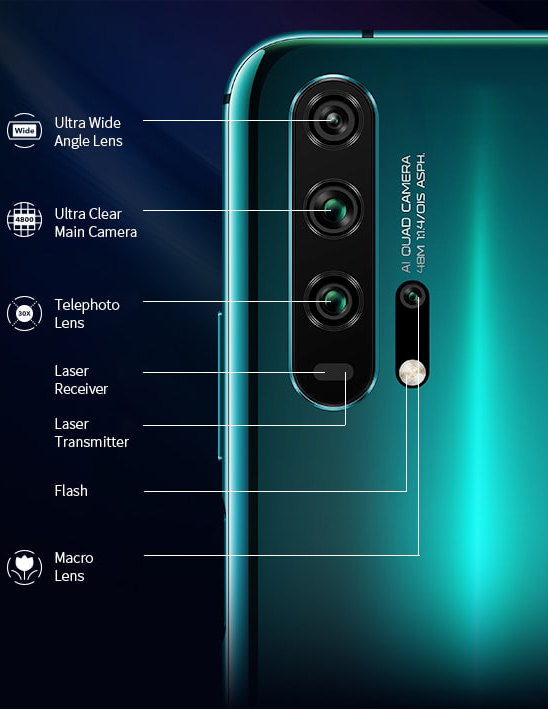 Wide
Ultra Wide
Angle Lens
4800
Ultra Clear
Main Camera
30X
Telephoto
Lens
Laser
Receiver
Laser
Transmitter
Flash
Macro
Lens
AI QUAD CAMERA
48M 1:1.4/OIS ASPH.